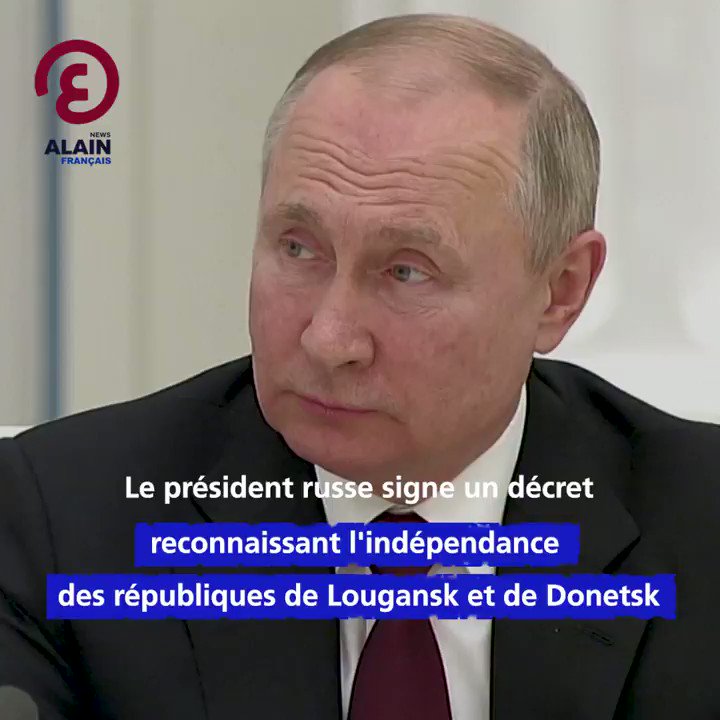 NEWS
ALAIN
FRANÇAIS
Le président russe signe un décret
reconnaissant l'indépendance
des républiques de Lougansk et de Donetsk